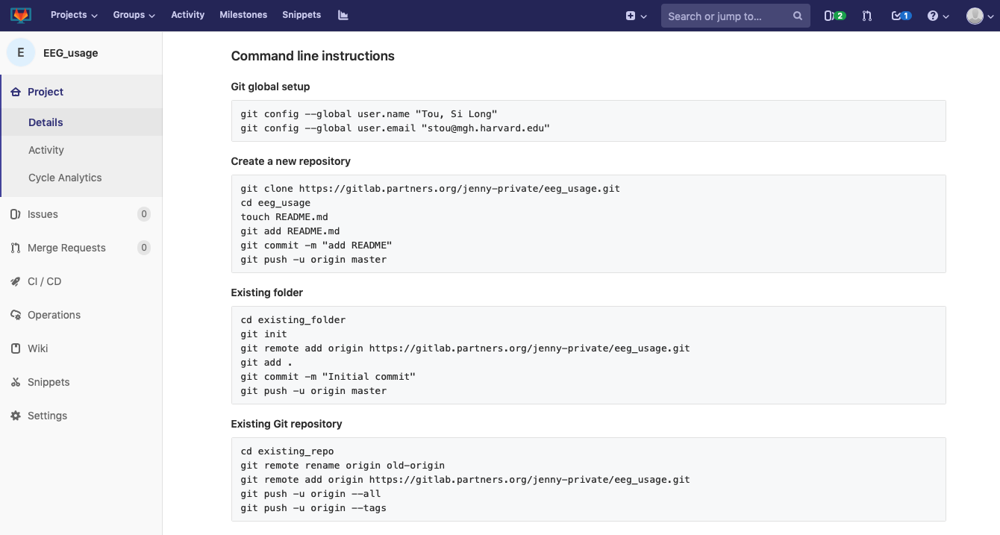 Projects Groups Activity Milestones Snippets Search or jump to... 2 1
E EEG_usage
Project
Details
Activity
Cycle Analytics
Issues 0
Merge Requests 0
CI / CD
Operations
Wiki
Snippets
Settings
Command line instructions
Git global setup
git config --global user.name "Tou, Si Long"
git config --global user.email "stou@mgh.harvard.edu"
Create a new repository
git clone https://gitlab.partners.org/jenny-private/eeg_usage.git
cd eeg_usage
touch README.md
git add README.md
git commit -m "add README"
git push -u origin master
Existing folder
cd existing_folder
git init
git remote add origin https://gitlab.partners.org/jenny-private/eeg_usage.git
git add .
git commit -m "Initial commit"
git push -u origin master
Existing Git repository
cd existing_repo
git remote rename origin old-origin
git remote add origin https://gitlab.partners.org/jenny-private/eeg_usage.git
git push -u origin --all
git push -u origin --tags